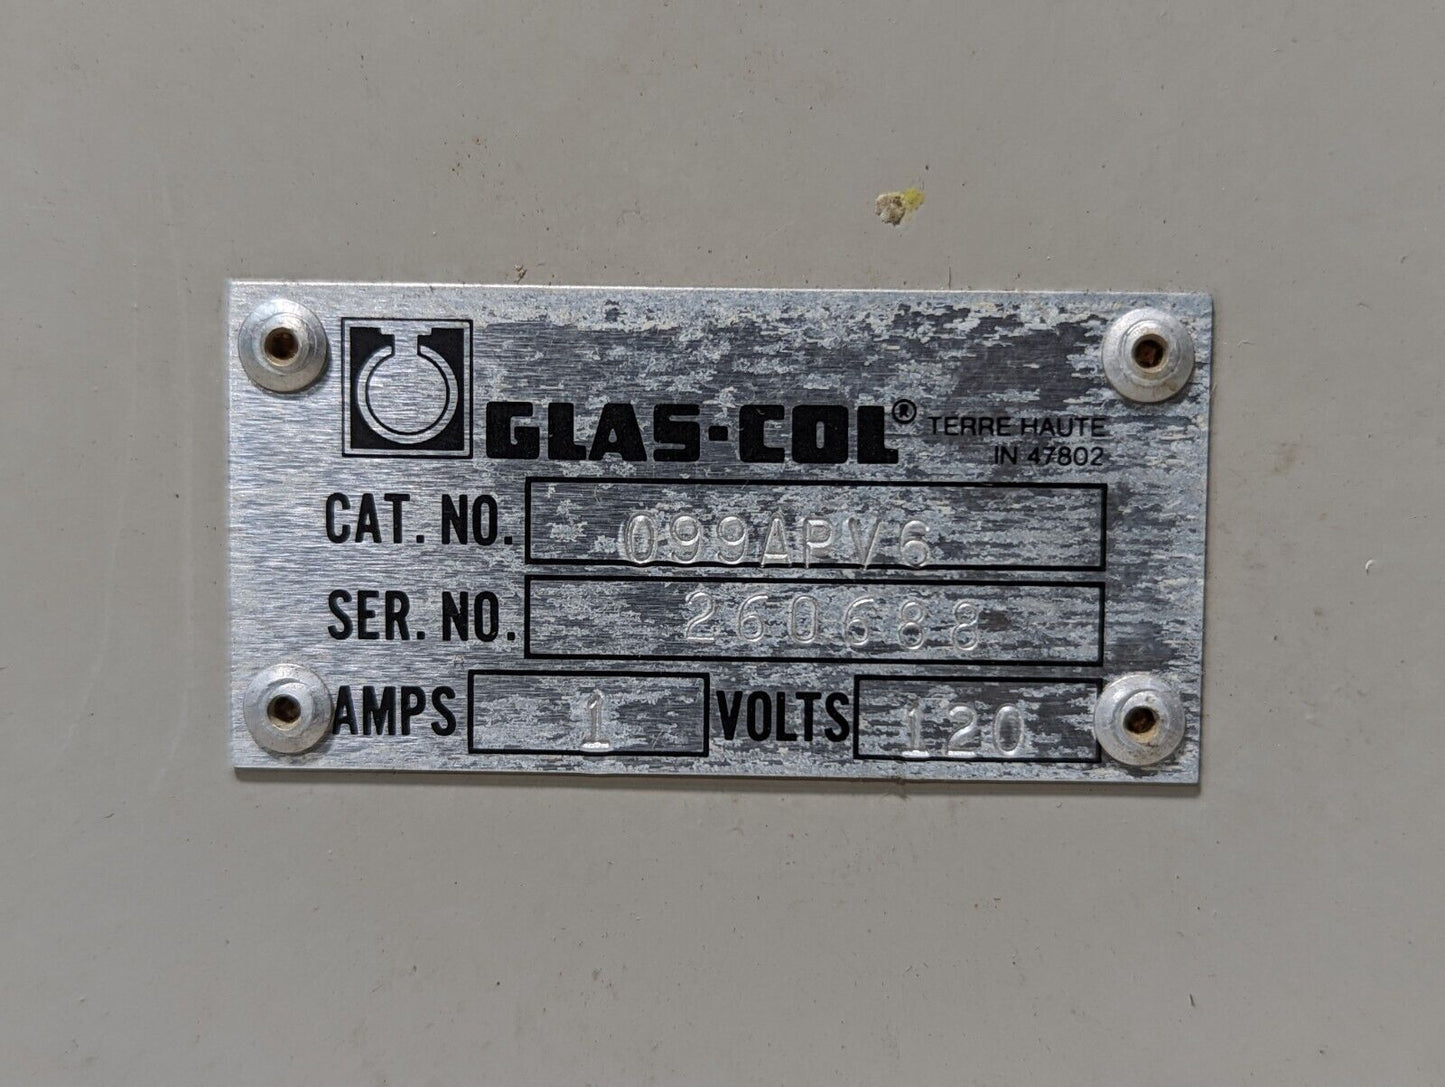 GLAS-COL® TERRE HAUTE
IN 47802
CAT. NO. 099APV6
SER. NO. 260688
AMPS 1 VOLTS 120